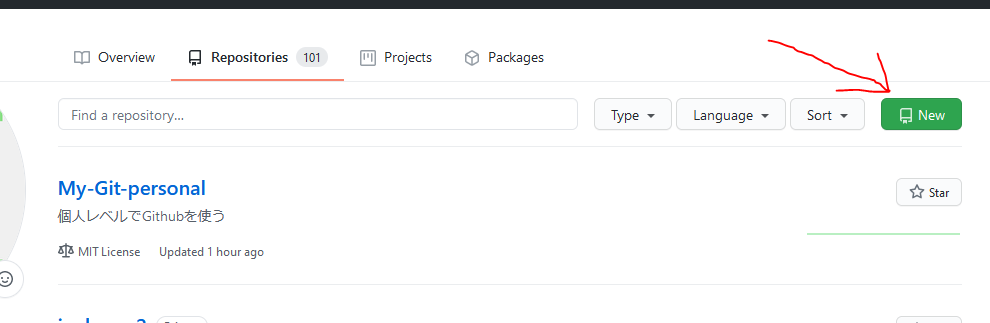 Overview Repositories 101 Projects Packages
Find a repository... Type Language Sort New
My-Git-personal
Star
個人レベルでGithubを使う
MIT License Updated 1 hour ago